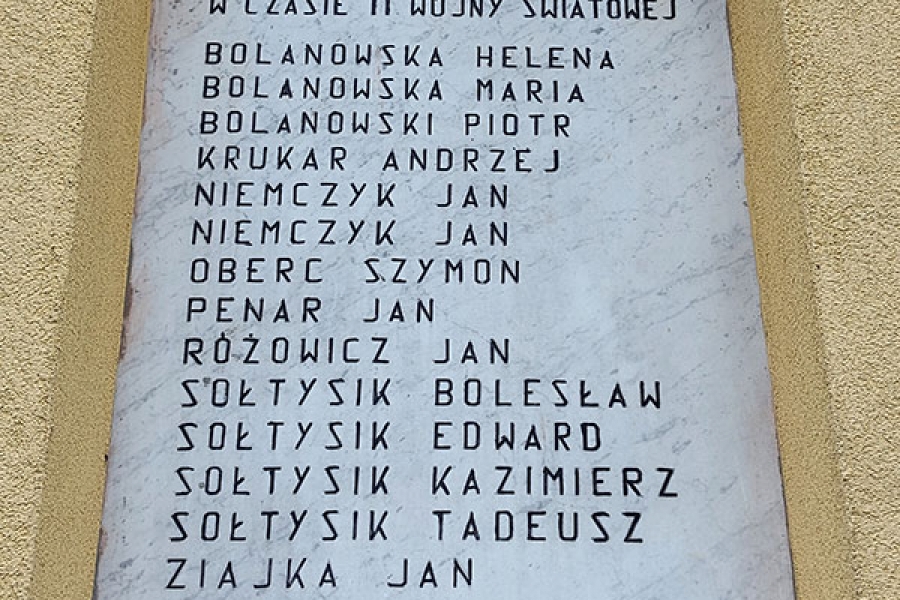 W CZASIE II WOJNY ŚWIATOWEJ
BOLANOWSKA HELENA
BOLANOWSKA MARIA
BOLANOWSKI PIOTR
KRUKAR ANDRZEJ
NIEMCZYK JAN
NIEMCZYK JAN
OBERC SZYMON
PENAR JAN
RÓŻOWICZ JAN
SOŁTYSIK BOLESŁAW
SOŁTYSIK EDWARD
SOŁTYSIK KAZIMIERZ
SOŁTYSIK TADEUSZ
ZIAJKA JAN